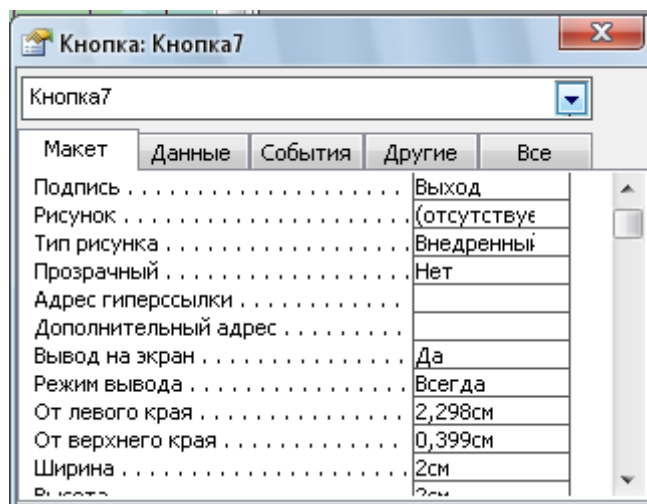 Кнопка: Кнопка7
Кнопка7
Макет Данные События Другие Все
Подпись . . . . . . . . . . . . . . . . . . . . . Выход
Рисунок . . . . . . . . . . . . . . . . . . . . . (отсутствуе
Тип рисунка . . . . . . . . . . . . . . . . . . Внедренный
Прозрачный . . . . . . . . . . . . . . . . . . Нет
Адрес гиперссылки . . . . . . . . . . . .
Дополнительный адрес . . . . . . . . .
Вывод на экран . . . . . . . . . . . . . . . Да
Режим вывода . . . . . . . . . . . . . . . . Всегда
От левого края . . . . . . . . . . . . . . . 2,298см
От верхнего края . . . . . . . . . . . . . 0,399см
Ширина . . . . . . . . . . . . . . . . . . . . . 2см
Высота . . . . . . . . . . . . . . . . . . . . . 2см